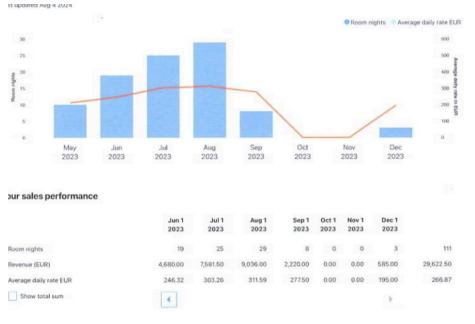 st updated Aug 4 2024
Room nights Average daily rate EUR
Room nights
30
25
20
15
10
5
0
Average daily rate in EUR
600
500
400
300
200
100
0
May 2023
Jun 2023
Jul 2023
Aug 2023
Sep 2023
Oct 2023
Nov 2023
Dec 2023
our sales performance
Jun 1 2023 Jul 1 2023 Aug 1 2023 Sep 1 2023 Oct 1 2023 Nov 1 2023 Dec 1 2023
Room nights 19 25 29 8 0 0 3 111
Revenue (EUR) 4,680.00 7,581.50 9,036.00 2,220.00 0.00 0.00 585.00 29,622.50
Average daily rate EUR 246.32 303.26 311.59 277.50 0.00 0.00 195.00 266.87
Show total sum